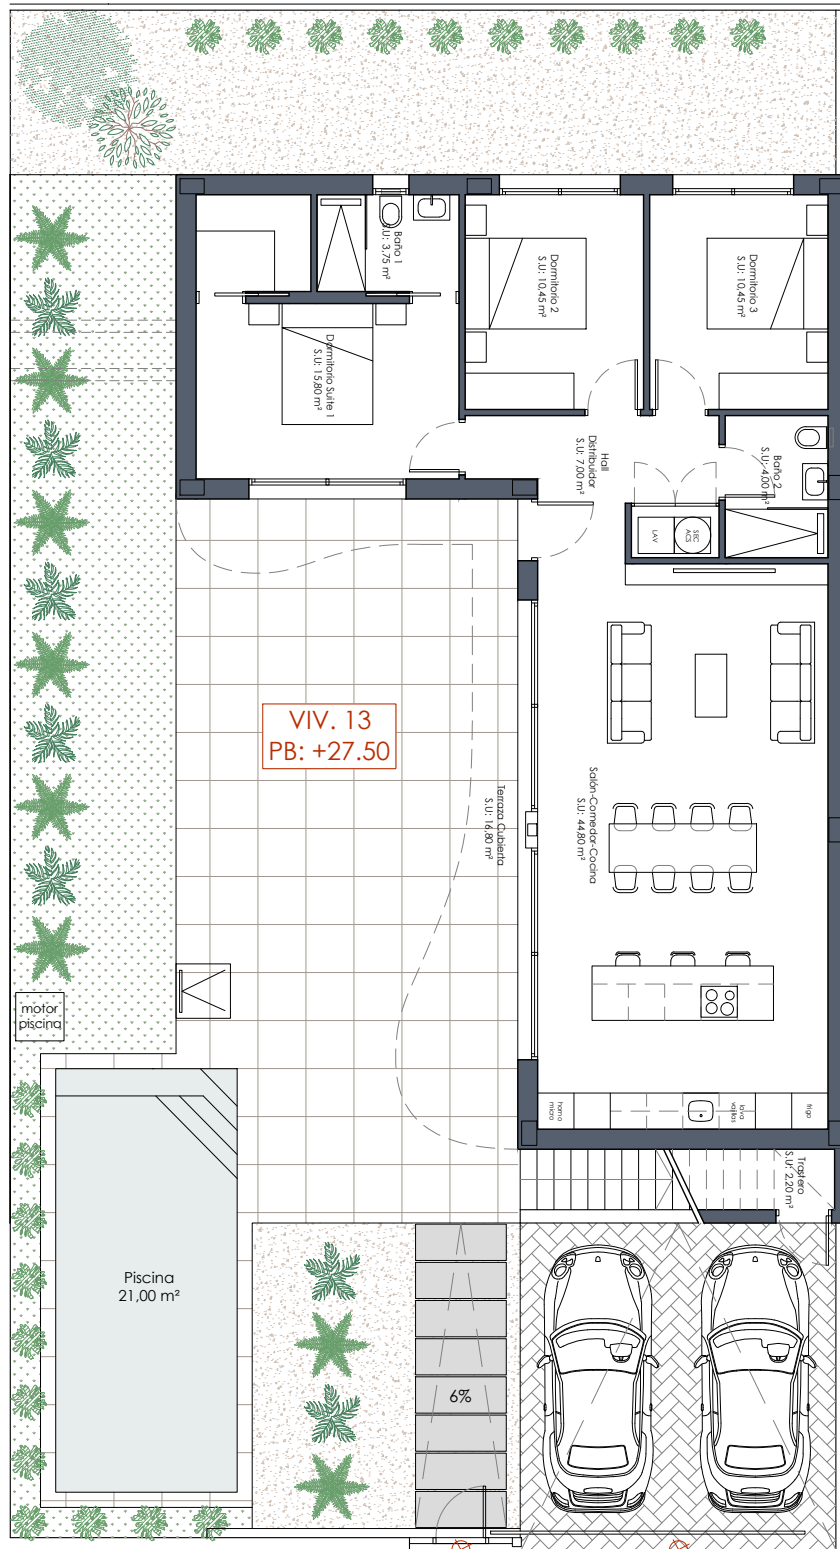 Baño 1
S.U: 3,75 m²
Dormitorio 2
S.U: 10,45 m²
Dormitorio 3
S.U: 10,45 m²
Dormitorio Suite 1
S.U: 15,80 m²
Hall
Distribuidor
S.U: 7,00 m²
Baño 2
S.U: 4,00 m²
LAV
SEC
ACS
VIV. 13
PB: +27.50
Terraza Cubierta
S.U: 16,80 m²
Salón-Comedor-Cocina
S.U: 44,80 m²
motor
piscina
horno
micro
lava
vajillas
frigo
Trastero
S.U: 2,20 m²
Piscina
21,00 m²
6%